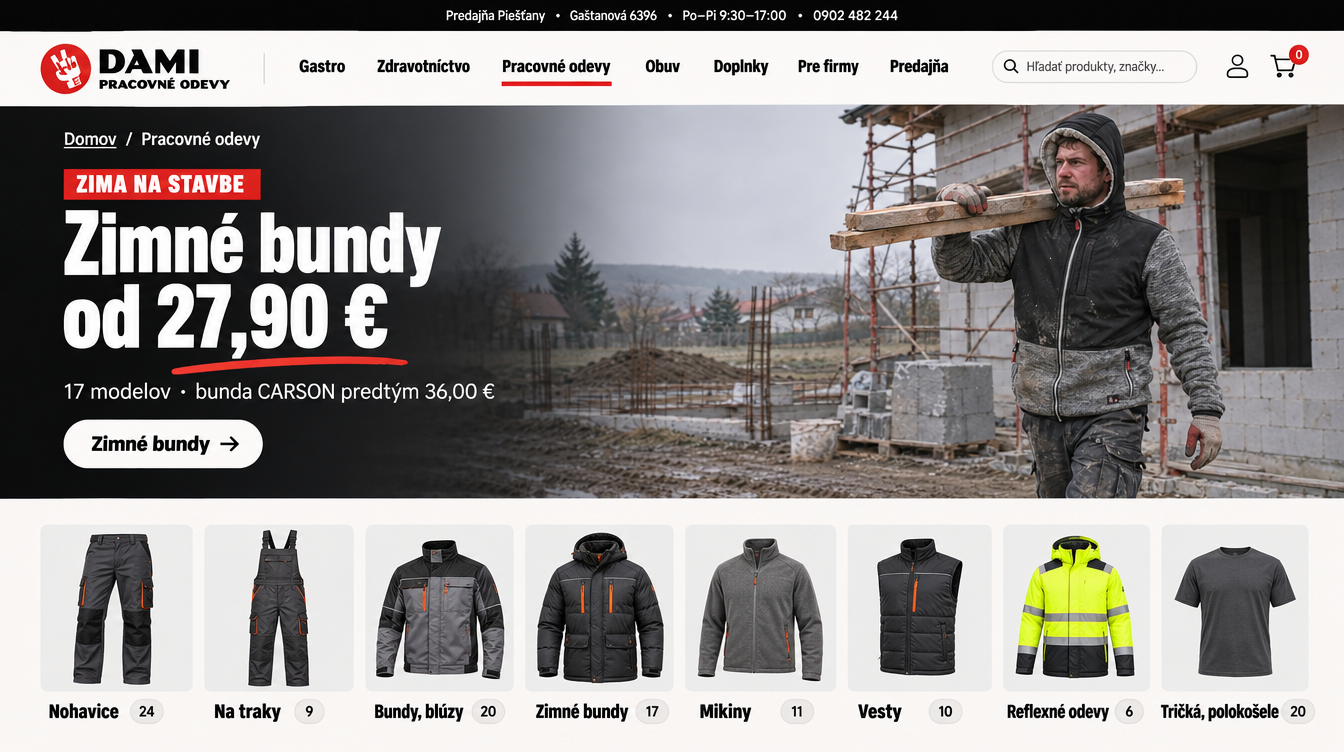 Predajňa Piešťany • Gaštanová 6396 • Po–Pi 9:30–17:00 • 0902 482 244
DAMI
PRACOVNÉ ODEVY
Gastro
Zdravotníctvo
Pracovné odevy
Obuv
Doplnky
Pre firmy
Predajňa
Hľadať produkty, značky...
0
Domov / Pracovné odevy
ZIMA NA STAVBE
Zimné bundy
od 27,90 €
17 modelov • bunda CARSON predtým 36,00 €
Zimné bundy →
Nohavice 24
Na traky 9
Bundy, blúzy 20
Zimné bundy 17
Mikiny 11
Vesty 10
Reflexné odevy 6
Tričká, polokošele 20